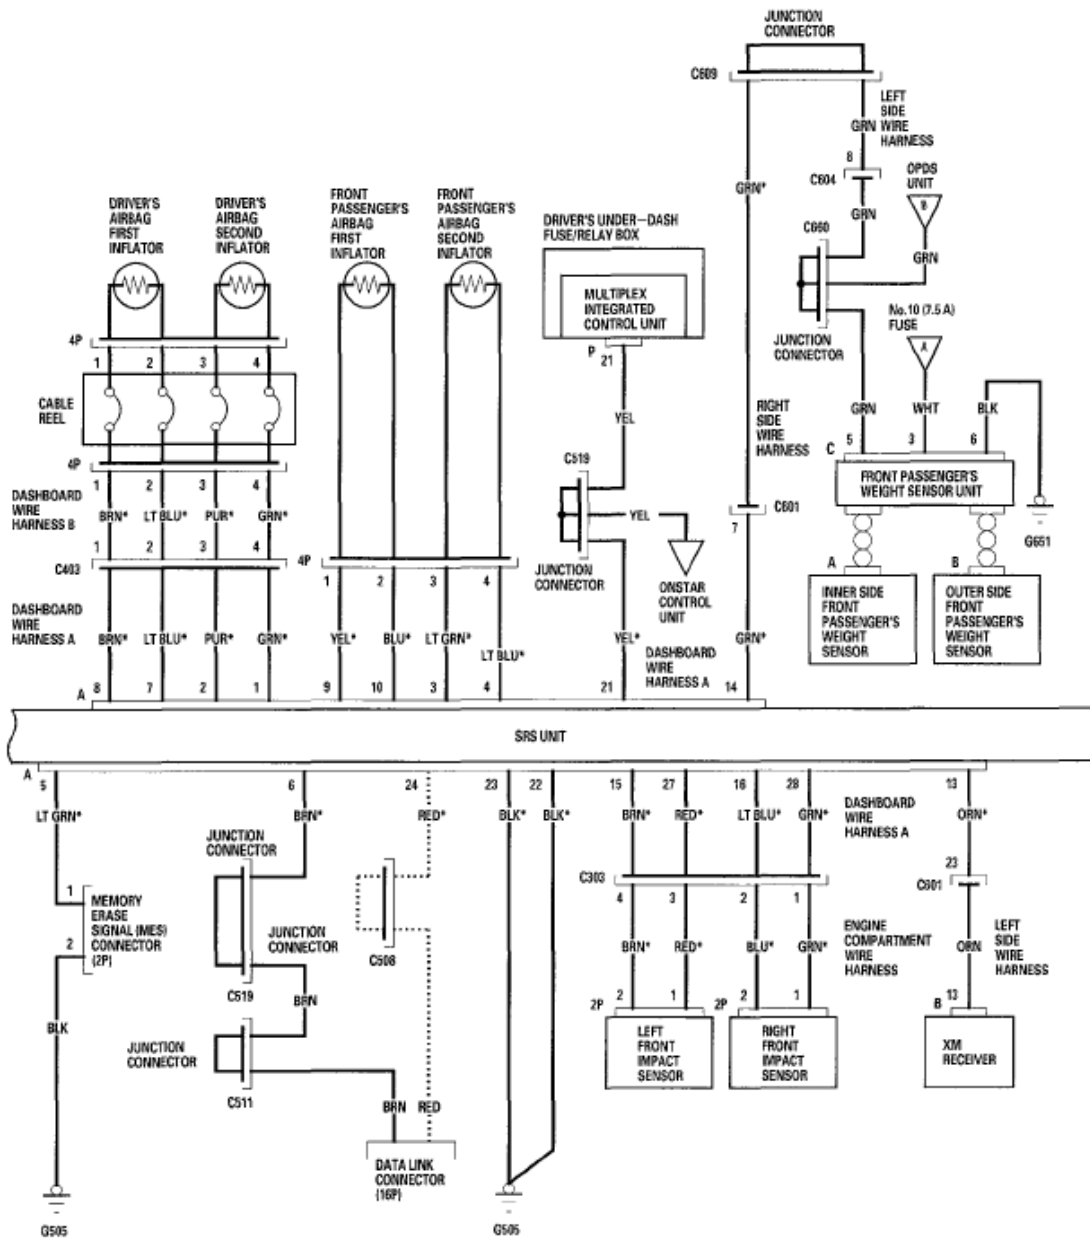 JUNCTION
CONNECTOR
C609
LEFT
SIDE
GRN WIRE
HARNESS
8
OPDS
UNIT
C604
GRN*
B
GRN
C660
GRN
DRIVER'S
AIRBAG
FIRST
INFLATOR
DRIVER'S
AIRBAG
SECOND
INFLATOR
FRONT
PASSENGER'S
AIRBAG
FIRST
INFLATOR
FRONT
PASSENGER'S
AIRBAG
SECOND
INFLATOR
DRIVER'S UNDER-DASH
FUSE/RELAY BOX
MULTIPLEX
INTEGRATED
CONTROL UNIT
P 21
No.10 (7.5 A)
FUSE
JUNCTION
CONNECTOR
A
4P
1 2 3 4
CABLE
REEL
YEL
RIGHT
SIDE
WIRE
HARNESS
GRN WHT BLK
C 5 3 6
FRONT PASSENGER'S
WEIGHT SENSOR UNIT
4P
1 2 3 4
C519
C601
7
G651
DASHBOARD
WIRE
HARNESS B
BRN* LT BLU* PUR* GRN*
YEL
1 2 3 4
C403
4P
1 2 3 4
JUNCTION
CONNECTOR
ONSTAR
CONTROL
UNIT
A B
INNER SIDE
FRONT
PASSENGER'S
WEIGHT
SENSOR
OUTER SIDE
FRONT
PASSENGER'S
WEIGHT
SENSOR
DASHBOARD
WIRE
HARNESS A
BRN* LT BLU* PUR* GRN* YEL* BLU* LT GRN* LT BLU* YEL*
DASHBOARD
WIRE
HARNESS A
GRN*
A 8 7 2 1 9 10 3 4 21 14
SRS UNIT
A 5 6 24 23 22 15 27 16 28 13
LT GRN* BRN* RED* BLK* BLK* BRN* RED* LT BLU* GRN*
DASHBOARD
WIRE
HARNESS A
ORN*
JUNCTION
CONNECTOR
23
C601
C303
4 3 2 1
1
MEMORY
ERASE
SIGNAL (MES)
CONNECTOR
(2P)
2
JUNCTION
CONNECTOR
C508
C519
BRN* RED* BLU* GRN*
ENGINE
COMPARTMENT
WIRE
HARNESS
ORN
LEFT
SIDE
WIRE
HARNESS
BRN
BLK
2P 2 1
2P 2 1
B 13
LEFT
FRONT
IMPACT
SENSOR
RIGHT
FRONT
IMPACT
SENSOR
XM
RECEIVER
JUNCTION
CONNECTOR
C511
BRN RED
DATA LINK
CONNECTOR
(16P)
G505
G505